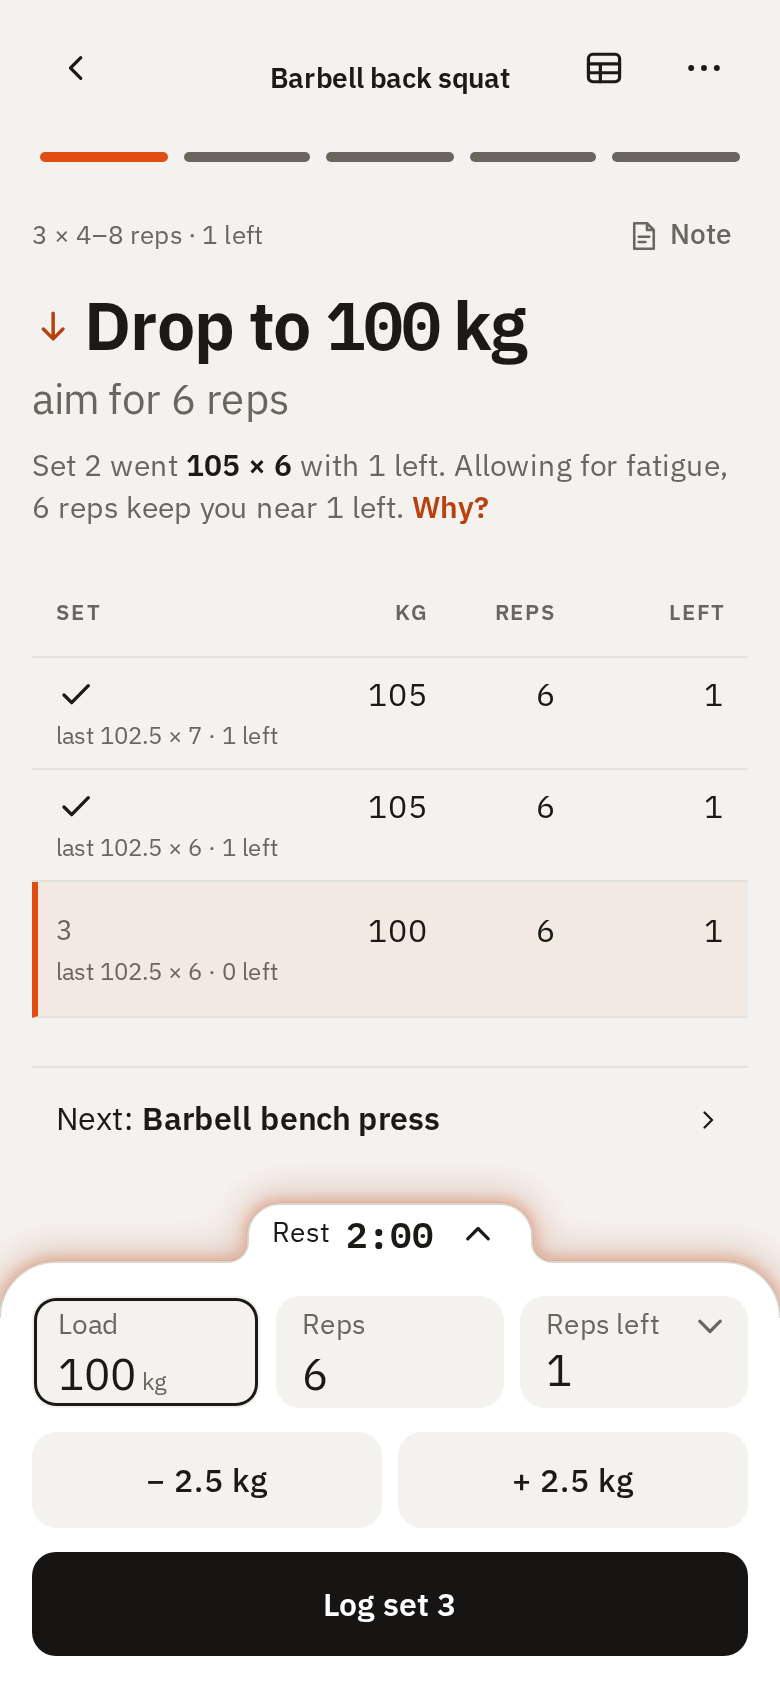 Barbell back squat
3 × 4–8 reps · 1 left
Note
Drop to 100 kg
aim for 6 reps
Set 2 went 105 × 6 with 1 left. Allowing for fatigue,
6 reps keep you near 1 left. Why?
SET KG REPS LEFT
105 6 1
last 102.5 × 7 · 1 left
105 6 1
last 102.5 × 6 · 1 left
3 100 6 1
last 102.5 × 6 · 0 left
Next: Barbell bench press
Rest 2:00
Load Reps Reps left
100 kg 6 1
− 2.5 kg + 2.5 kg
Log set 3